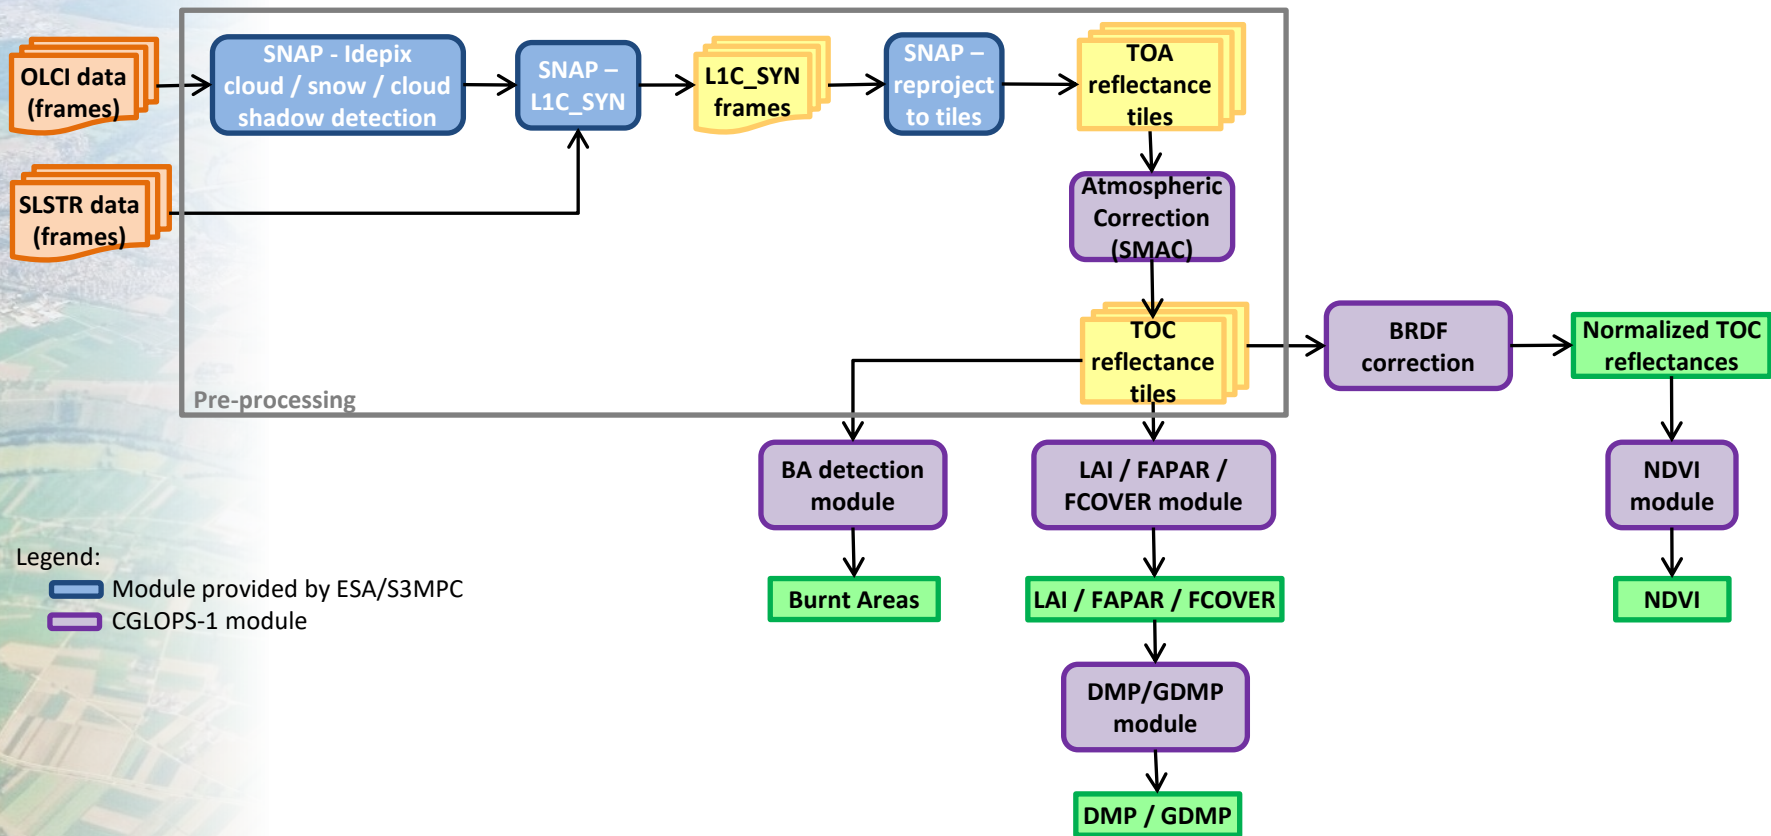 OLCI data
(frames)
SNAP - Idepix
cloud / snow / cloud
shadow detection
SNAP –
L1C_SYN
L1C_SYN
frames
SNAP –
reproject
to tiles
TOA
reflectance
tiles
SLSTR data
(frames)
Atmospheric
Correction
(SMAC)
TOC
reflectance
tiles
BRDF
correction
Normalized TOC
reflectances
Pre-processing
BA detection
module
LAI / FAPAR /
FCOVER module
NDVI
module
Legend:
Module provided by ESA/S3MPC
CGLOPS-1 module
Burnt Areas
LAI / FAPAR / FCOVER
NDVI
DMP/GDMP
module
DMP / GDMP